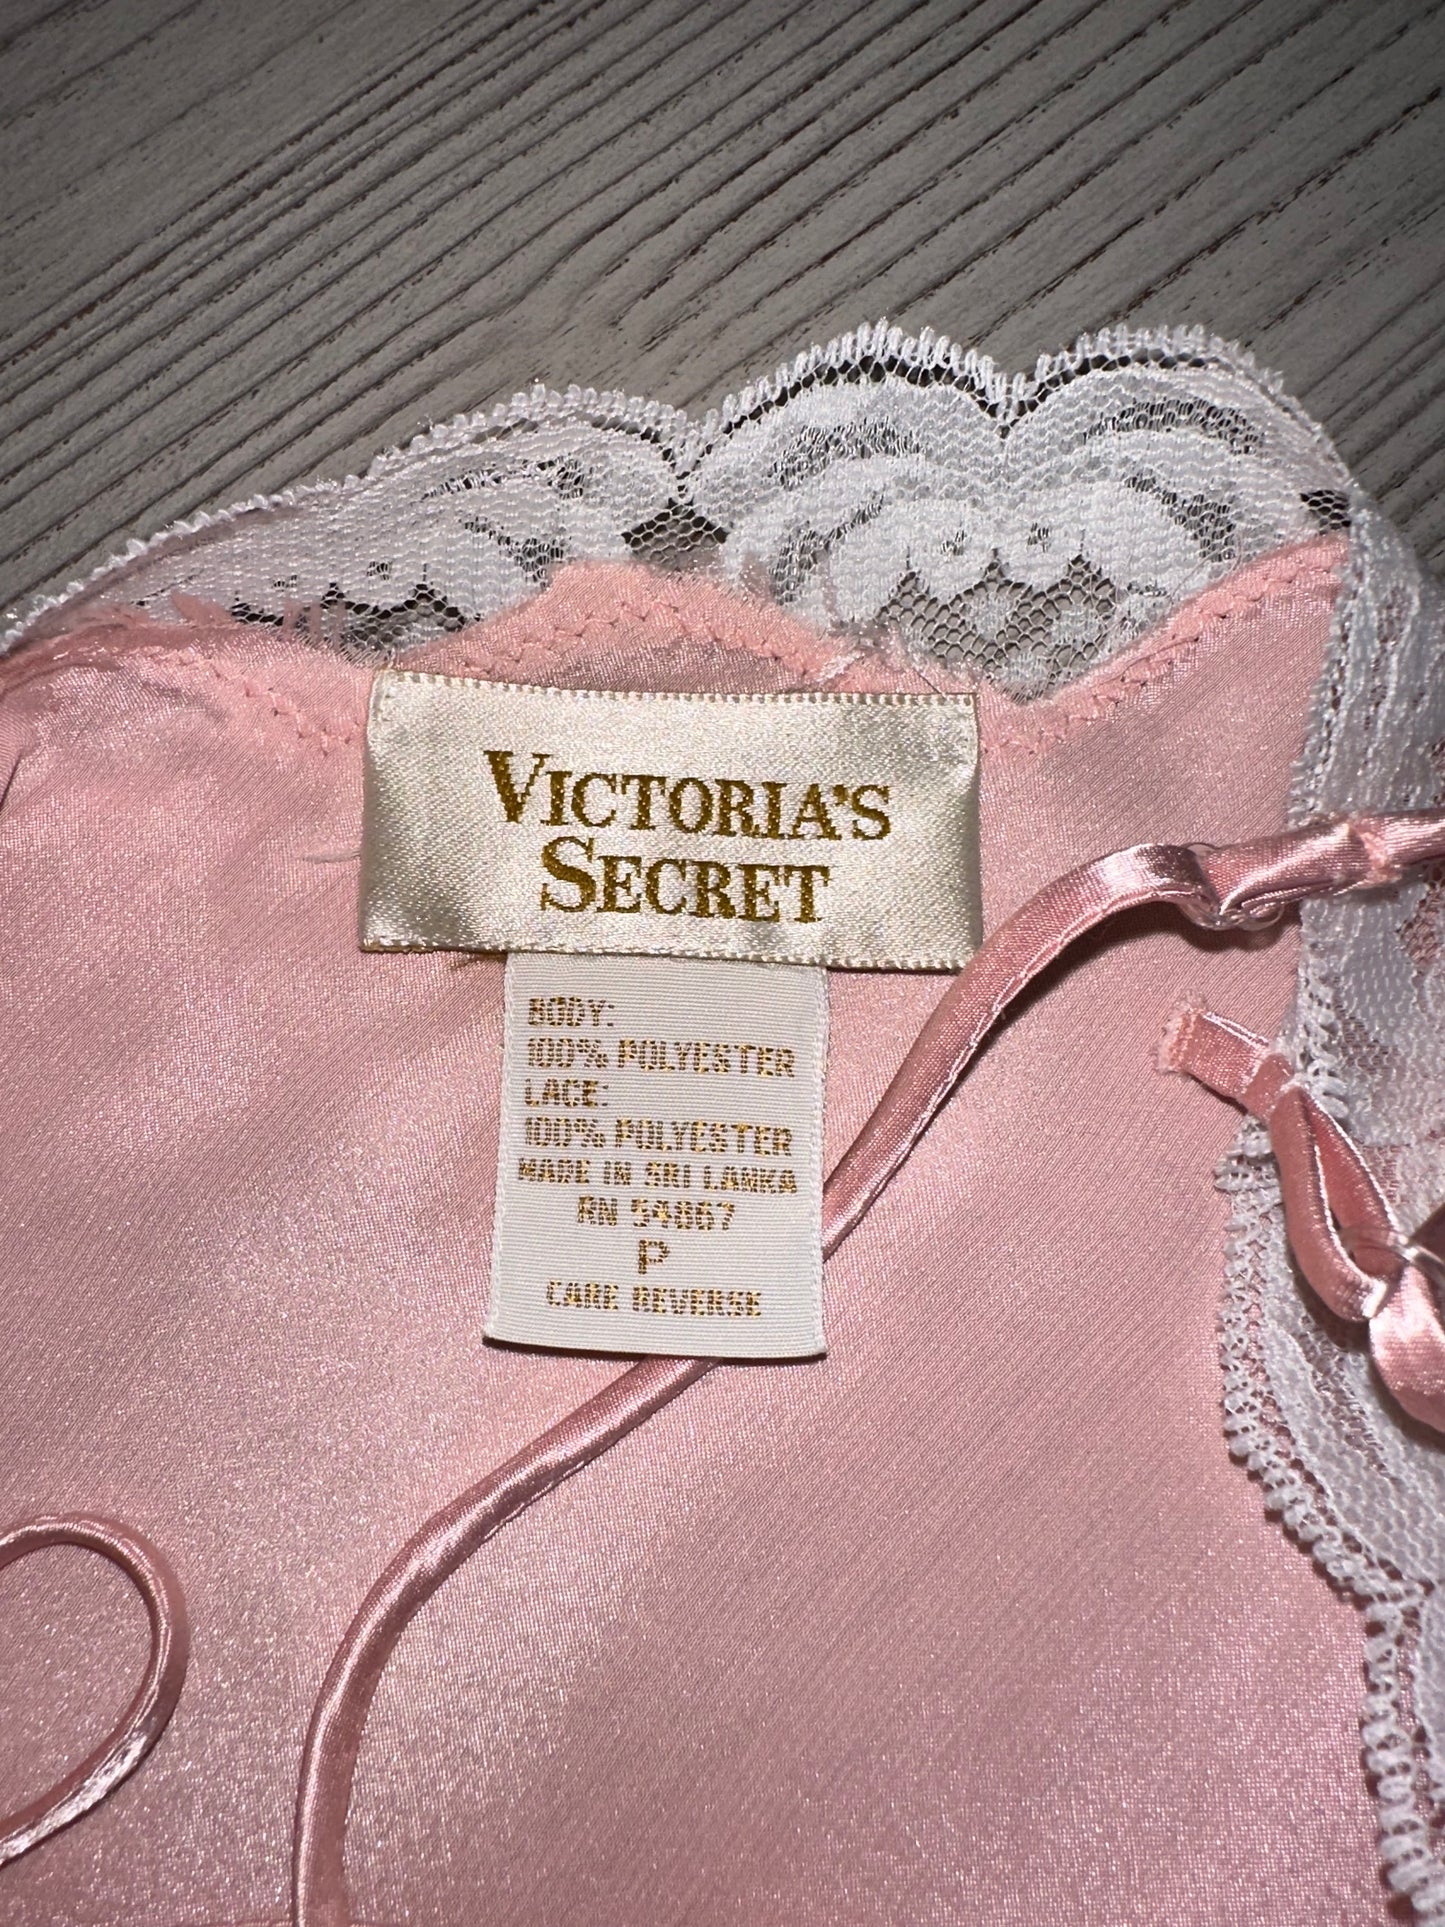 VICTORIA'S
SECRET
BODY:
100% POLYESTER
LACE:
100% POLYESTER
MADE IN SRI LANKA
RN 54867
P
CARE REVERSE